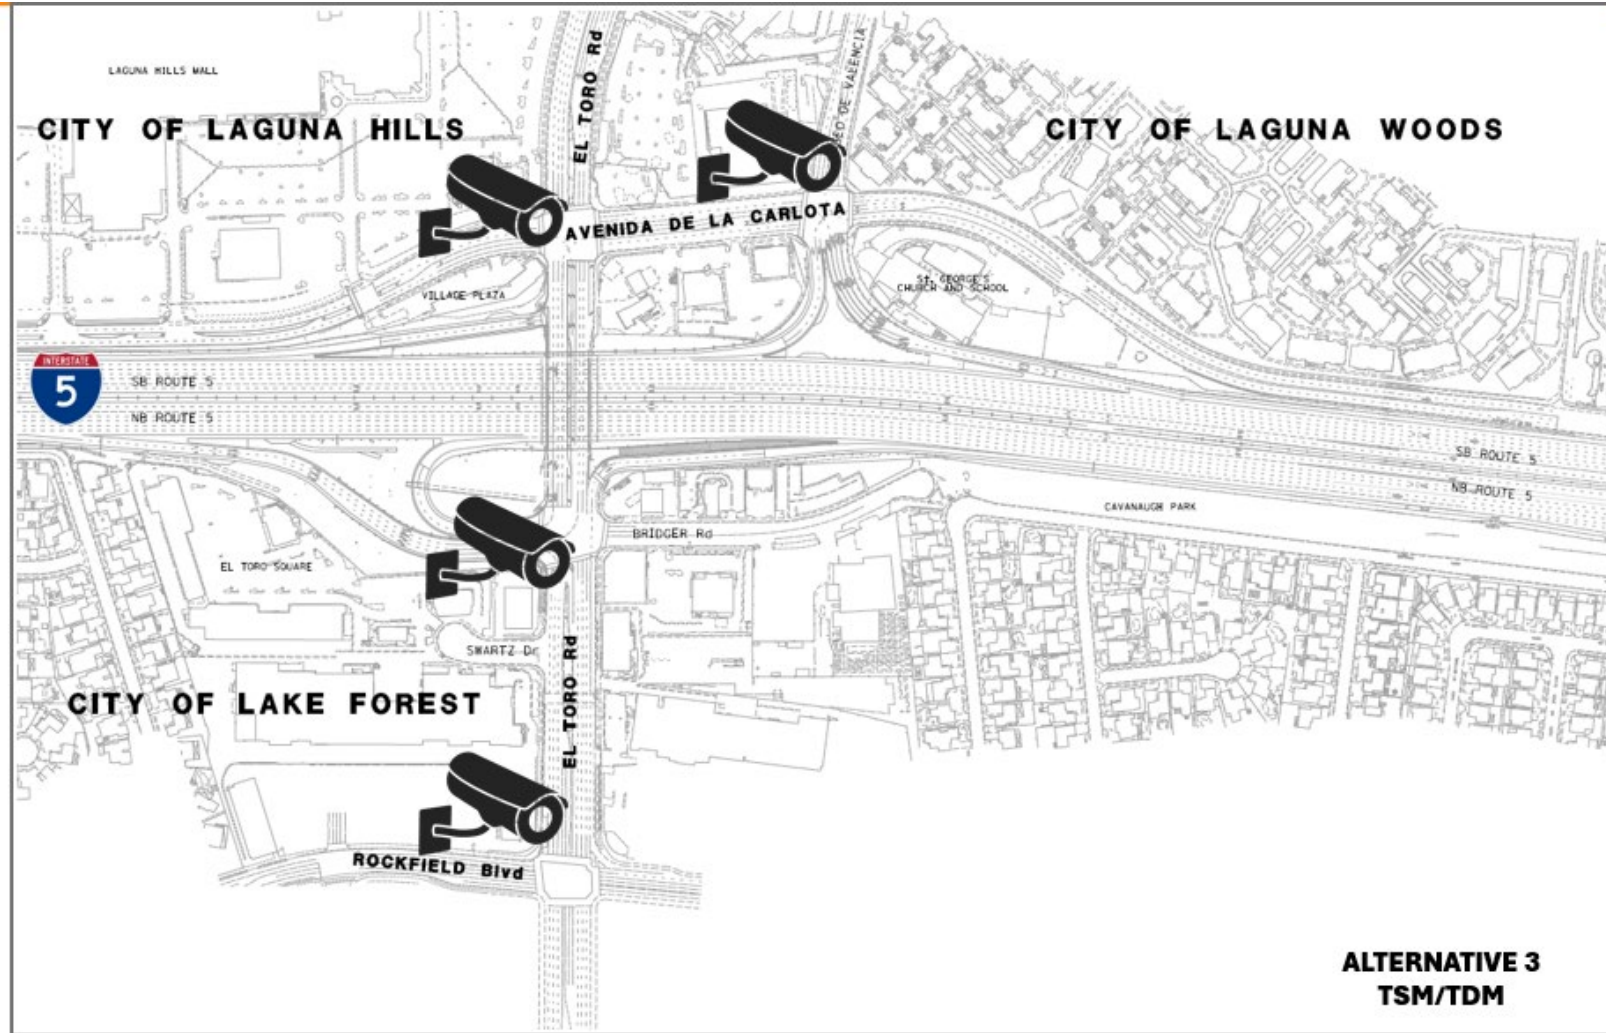 LAGUNA HILLS MALL
EL TORO Rd
CITY OF LAGUNA HILLS
CITY OF LAGUNA WOODS
DE VALENCIA
AVENIDA DE LA CARLOTA
VILLAGE PLAZA
St. GEORGE'S
CHURCH AND SCHOOL
INTERSTATE
5
SB ROUTE 5
NB ROUTE 5
SB ROUTE 5
NB ROUTE 5
CAVANAUGH PARK
BRIDGER Rd
EL TORO SQUARE
SWARTZ Dr
EL TORO Rd
CITY OF LAKE FOREST
ROCKFIELD Blvd
ALTERNATIVE 3
TSM/TDM